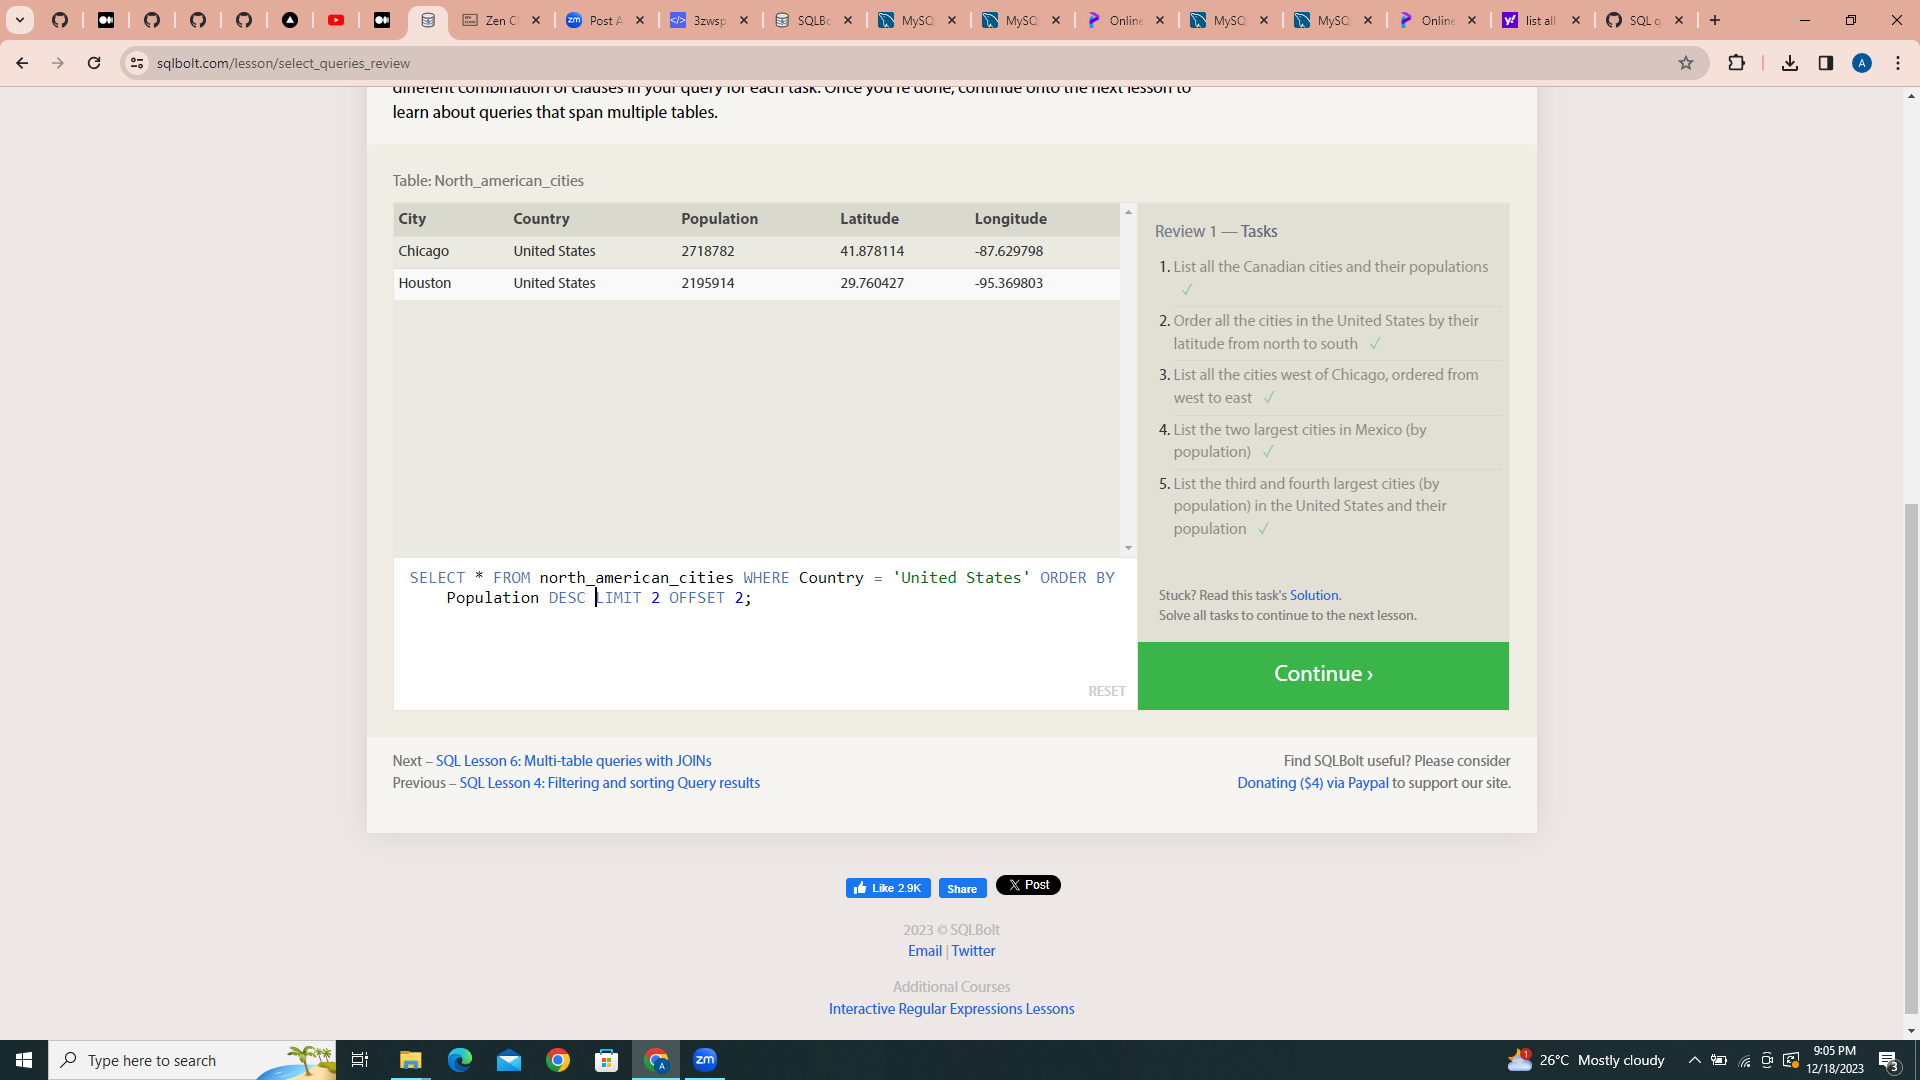 Zen C
Post A
3zwsp
SQLBo
MySQ
MySQ
Online
MySQ
MySQ
Online
list all
SQL q
sqlbolt.com/lesson/select_queries_review
A
different combination of clauses in your query for each task. Once you're done, continue onto the next lesson to
learn about queries that span multiple tables.
Table: North_american_cities
City Country Population Latitude Longitude
Chicago United States 2718782 41.878114 -87.629798
Houston United States 2195914 29.760427 -95.369803
Review 1 — Tasks
1. List all the Canadian cities and their populations ✓
2. Order all the cities in the United States by their
latitude from north to south ✓
3. List all the cities west of Chicago, ordered from
west to east ✓
4. List the two largest cities in Mexico (by
population) ✓
5. List the third and fourth largest cities (by
population) in the United States and their
population ✓
SELECT * FROM north_american_cities WHERE Country = 'United States' ORDER BY
Population DESC LIMIT 2 OFFSET 2;
RESET
Stuck? Read this task's Solution.
Solve all tasks to continue to the next lesson.
Continue ›
Next – SQL Lesson 6: Multi-table queries with JOINs
Previous – SQL Lesson 4: Filtering and sorting Query results
Find SQLBolt useful? Please consider
Donating ($4) via Paypal to support our site.
Like 2.9K
Share
X Post
2023 © SQLBolt
Email | Twitter
Additional Courses
Interactive Regular Expressions Lessons
Type here to search
zm
1
26°C Mostly cloudy
9:05 PM
12/18/2023
3